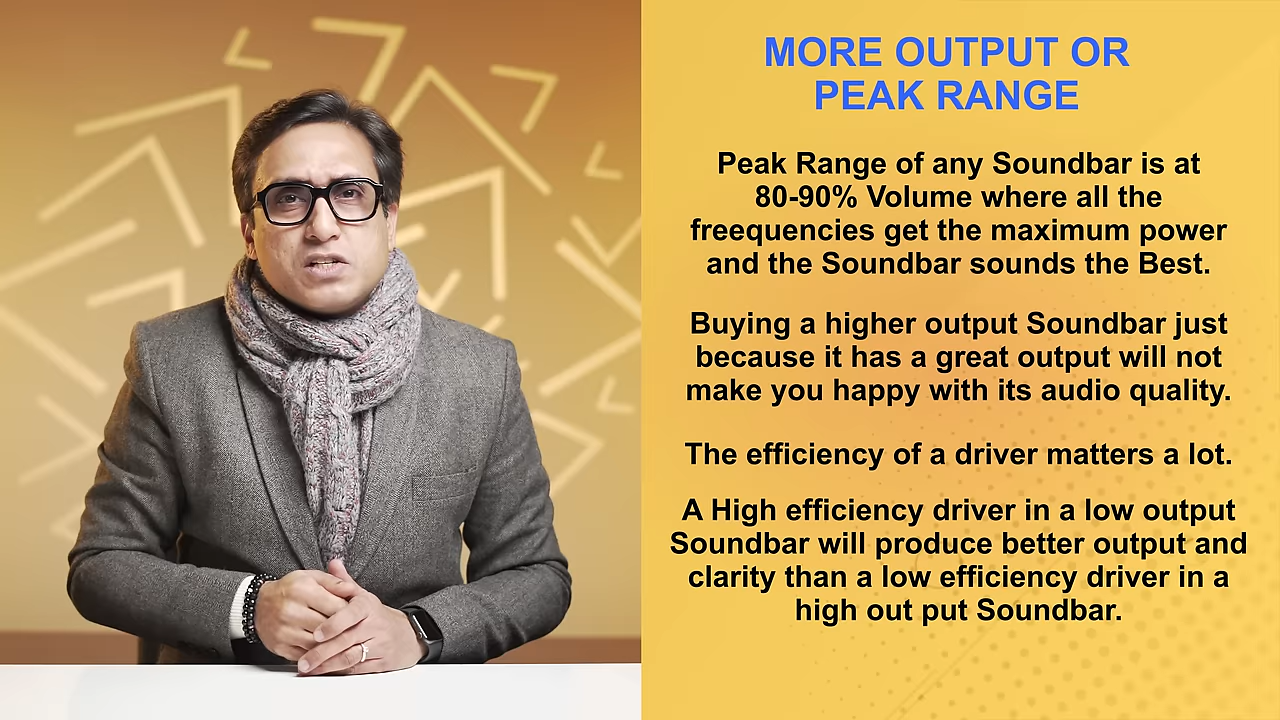 MORE OUTPUT OR
PEAK RANGE
Peak Range of any Soundbar is at
80-90% Volume where all the
freequencies get the maximum power
and the Soundbar sounds the Best.
Buying a higher output Soundbar just
because it has a great output will not
make you happy with its audio quality.
The efficiency of a driver matters a lot.
A High efficiency driver in a low output
Soundbar will produce better output and
clarity than a low efficiency driver in a
high out put Soundbar.